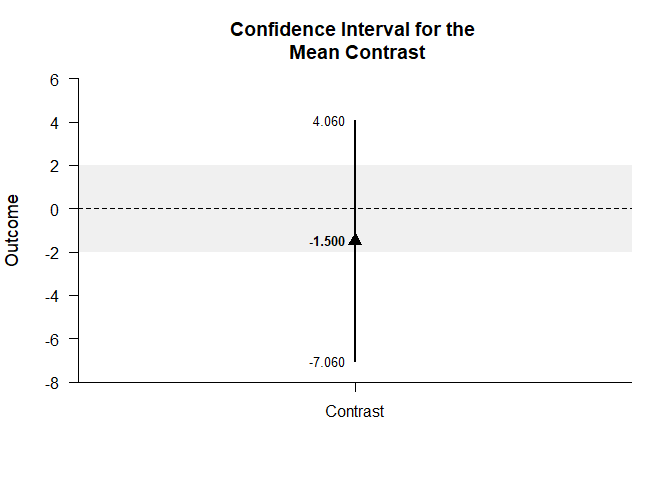 Confidence Interval for the
Mean Contrast
6
4
2
0
-2
-4
-6
-8
Outcome
4.060
-1.500
-7.060
Contrast